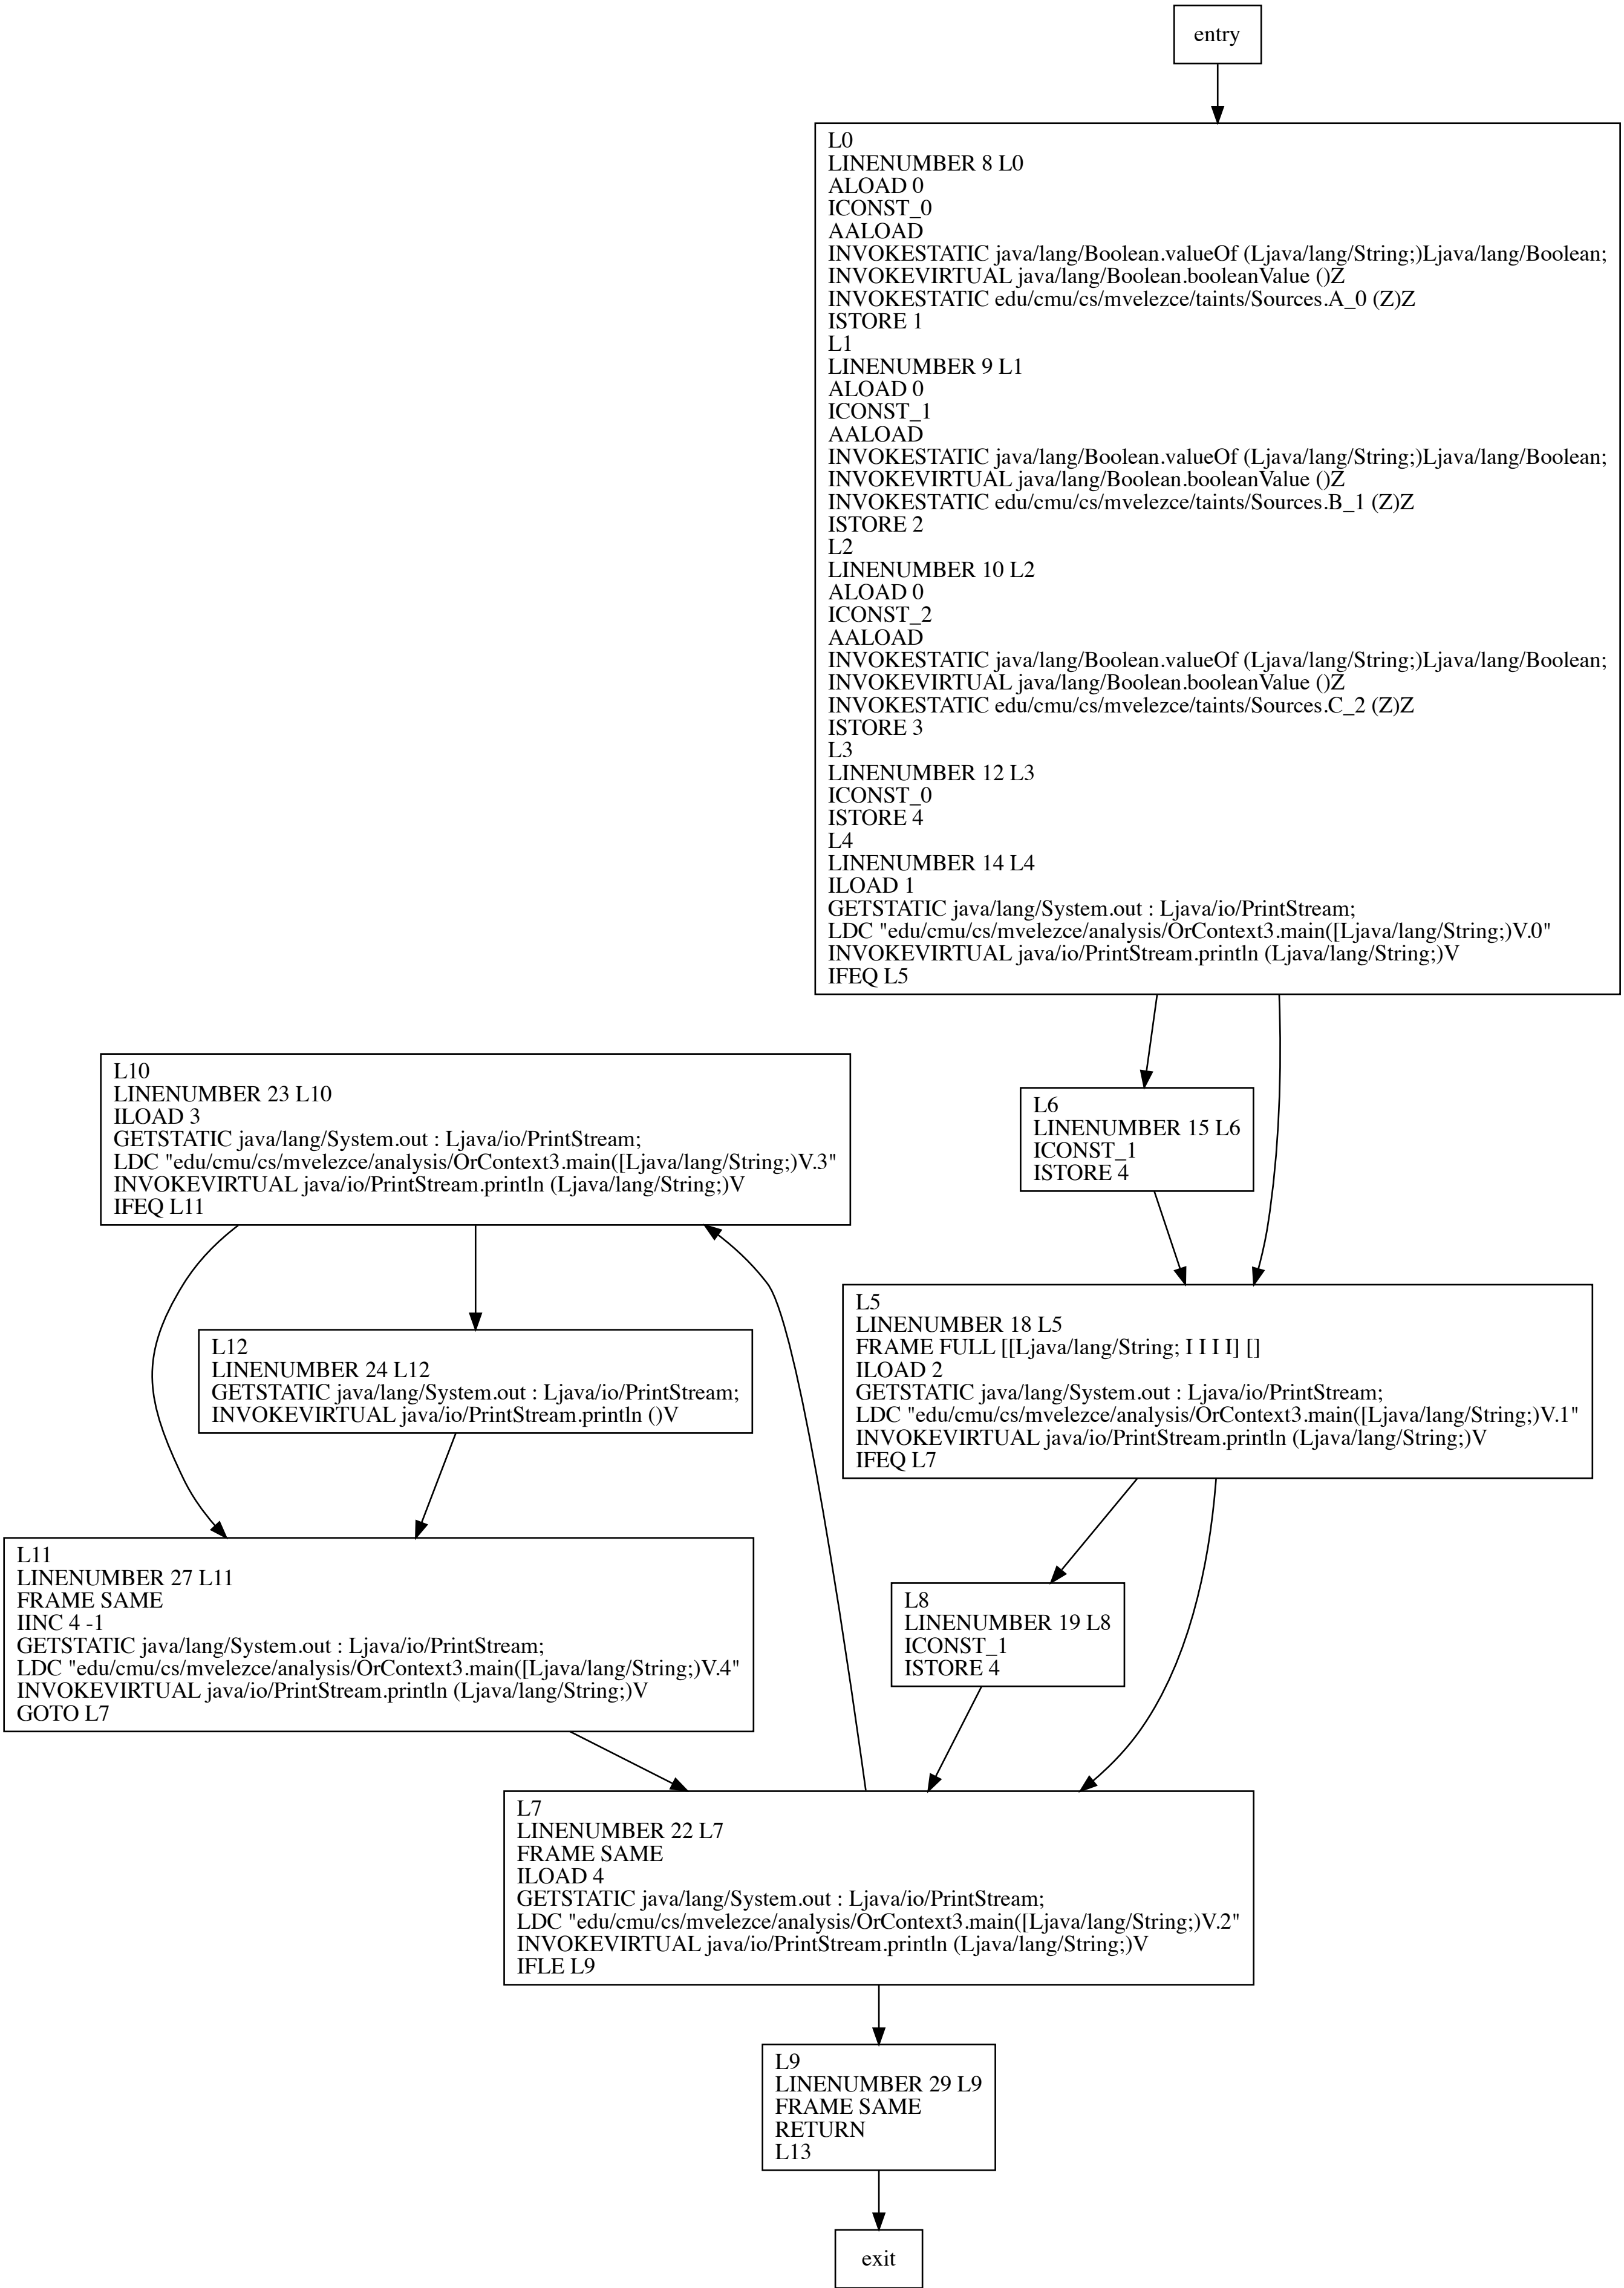 entry
L0
LINENUMBER 8 L0
ALOAD 0
ICONST_0
AALOAD
INVOKESTATIC java/lang/Boolean.valueOf (Ljava/lang/String;)Ljava/lang/Boolean;
INVOKEVIRTUAL java/lang/Boolean.booleanValue ()Z
INVOKESTATIC edu/cmu/cs/mvelezce/taints/Sources.A_0 (Z)Z
ISTORE 1
L1
LINENUMBER 9 L1
ALOAD 0
ICONST_1
AALOAD
INVOKESTATIC java/lang/Boolean.valueOf (Ljava/lang/String;)Ljava/lang/Boolean;
INVOKEVIRTUAL java/lang/Boolean.booleanValue ()Z
INVOKESTATIC edu/cmu/cs/mvelezce/taints/Sources.B_1 (Z)Z
ISTORE 2
L2
LINENUMBER 10 L2
ALOAD 0
ICONST_2
AALOAD
INVOKESTATIC java/lang/Boolean.valueOf (Ljava/lang/String;)Ljava/lang/Boolean;
INVOKEVIRTUAL java/lang/Boolean.booleanValue ()Z
INVOKESTATIC edu/cmu/cs/mvelezce/taints/Sources.C_2 (Z)Z
ISTORE 3
L3
LINENUMBER 12 L3
ICONST_0
ISTORE 4
L4
LINENUMBER 14 L4
ILOAD 1
GETSTATIC java/lang/System.out : Ljava/io/PrintStream;
LDC "edu/cmu/cs/mvelezce/analysis/OrContext3.main([Ljava/lang/String;)V.0"
INVOKEVIRTUAL java/io/PrintStream.println (Ljava/lang/String;)V
IFEQ L5
L6
LINENUMBER 15 L6
ICONST_1
ISTORE 4
L5
LINENUMBER 18 L5
FRAME FULL [[Ljava/lang/String; I I I I] []
ILOAD 2
GETSTATIC java/lang/System.out : Ljava/io/PrintStream;
LDC "edu/cmu/cs/mvelezce/analysis/OrContext3.main([Ljava/lang/String;)V.1"
INVOKEVIRTUAL java/io/PrintStream.println (Ljava/lang/String;)V
IFEQ L7
L8
LINENUMBER 19 L8
ICONST_1
ISTORE 4
L10
LINENUMBER 23 L10
ILOAD 3
GETSTATIC java/lang/System.out : Ljava/io/PrintStream;
LDC "edu/cmu/cs/mvelezce/analysis/OrContext3.main([Ljava/lang/String;)V.3"
INVOKEVIRTUAL java/io/PrintStream.println (Ljava/lang/String;)V
IFEQ L11
L12
LINENUMBER 24 L12
GETSTATIC java/lang/System.out : Ljava/io/PrintStream;
INVOKEVIRTUAL java/io/PrintStream.println ()V
L11
LINENUMBER 27 L11
FRAME SAME
IINC 4 -1
GETSTATIC java/lang/System.out : Ljava/io/PrintStream;
LDC "edu/cmu/cs/mvelezce/analysis/OrContext3.main([Ljava/lang/String;)V.4"
INVOKEVIRTUAL java/io/PrintStream.println (Ljava/lang/String;)V
GOTO L7
L7
LINENUMBER 22 L7
FRAME SAME
ILOAD 4
GETSTATIC java/lang/System.out : Ljava/io/PrintStream;
LDC "edu/cmu/cs/mvelezce/analysis/OrContext3.main([Ljava/lang/String;)V.2"
INVOKEVIRTUAL java/io/PrintStream.println (Ljava/lang/String;)V
IFLE L9
L9
LINENUMBER 29 L9
FRAME SAME
RETURN
L13
exit